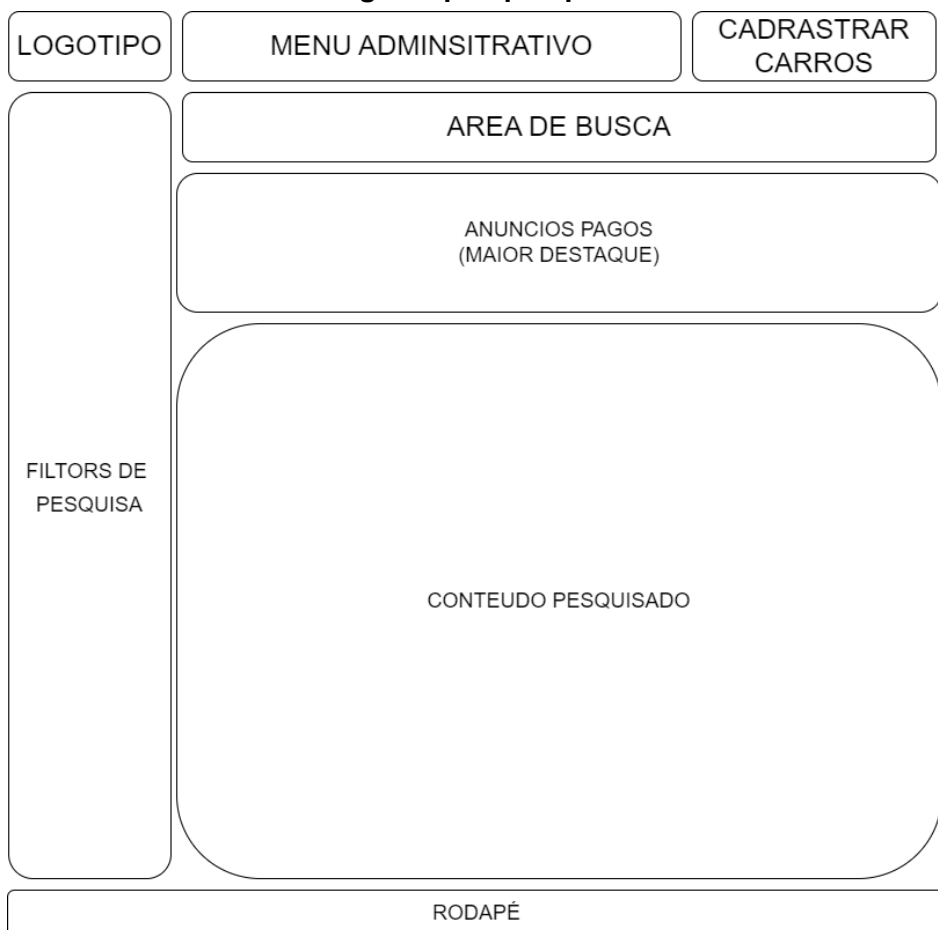 LOGOTIPO
MENU ADMINSITRATIVO
CADRASTRAR
CARROS
AREA DE BUSCA
ANUNCIOS PAGOS
(MAIOR DESTAQUE)
FILTORS DE
PESQUISA
CONTEUDO PESQUISADO
RODAPÉ